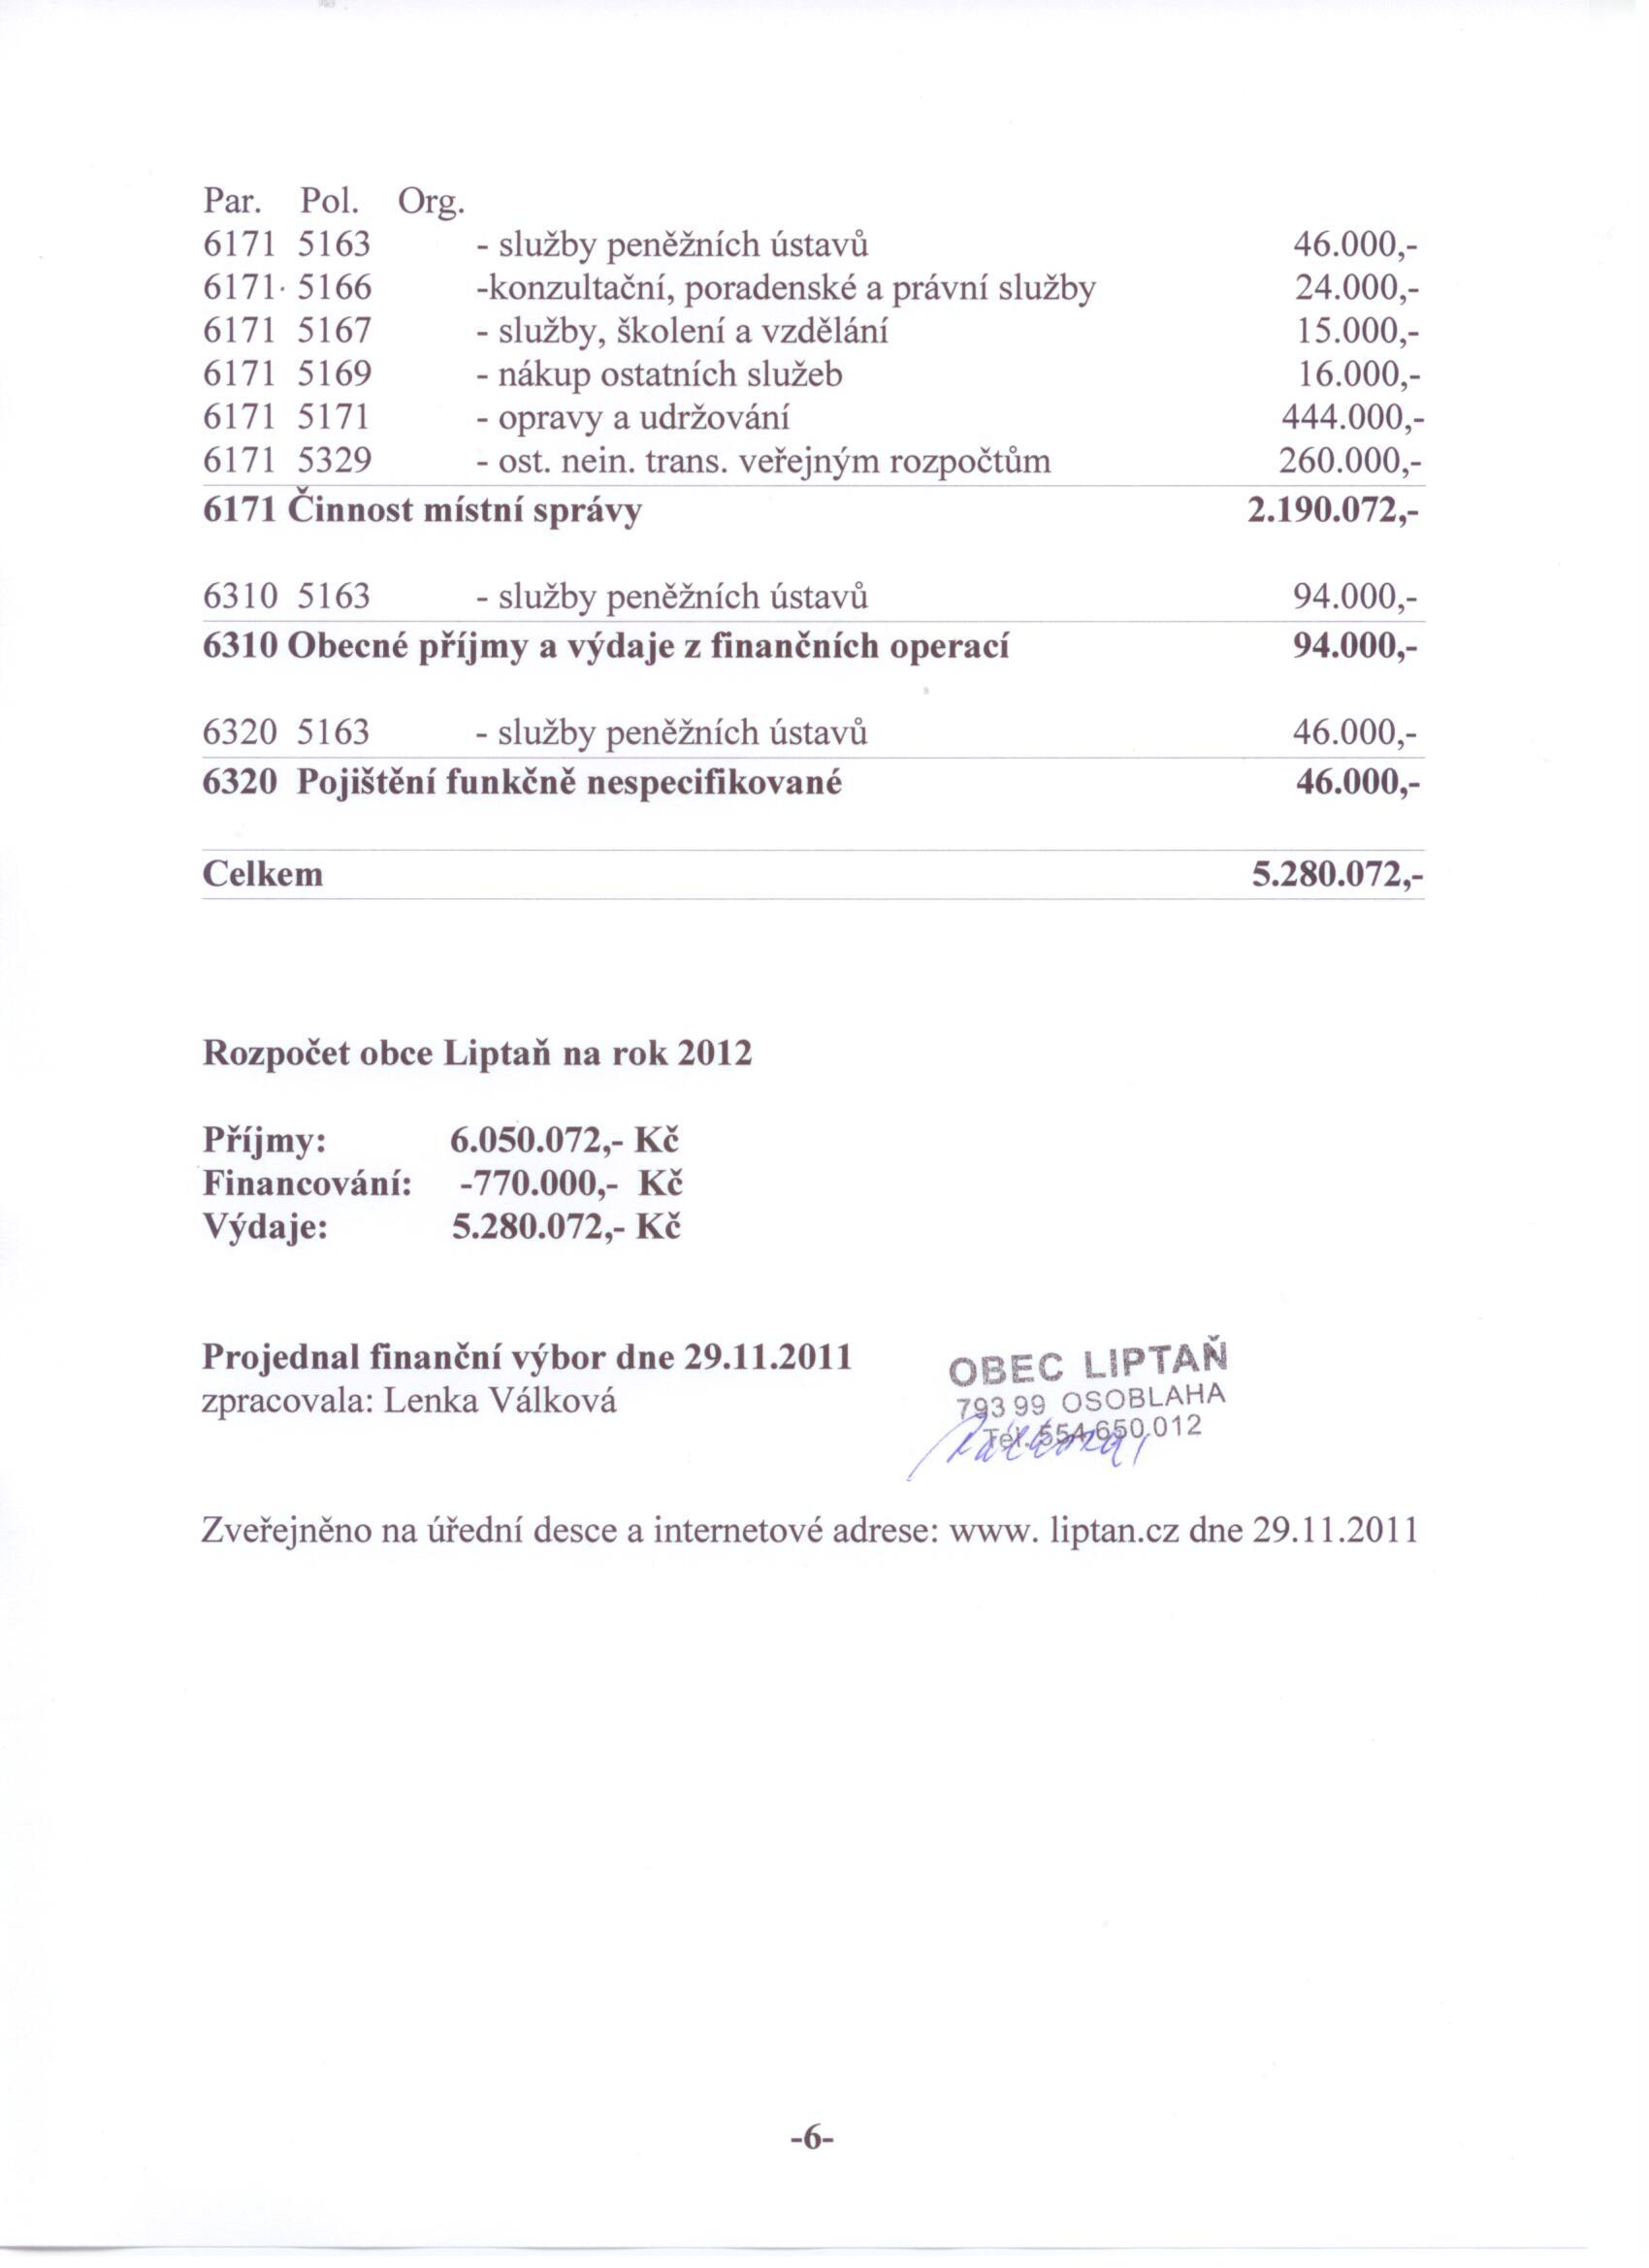 Par. Pol. Org.
6171 5163 - služby peněžních ústavů 46.000,-
6171 5166 -konzultační, poradenské a právní služby 24.000,-
6171 5167 - služby, školení a vzdělání 15.000,-
6171 5169 - nákup ostatních služeb 16.000,-
6171 5171 - opravy a udržování 444.000,-
6171 5329 - ost. nein. trans. veřejným rozpočtům 260.000,-
6171 Činnost místní správy 2.190.072,-
6310 5163 - služby peněžních ústavů 94.000,-
6310 Obecné příjmy a výdaje z finančních operací 94.000,-
6320 5163 - služby peněžních ústavů 46.000,-
6320 Pojištění funkčně nespecifikované 46.000,-
Celkem 5.280.072,-
Rozpočet obce Liptaň na rok 2012
Příjmy: 6.050.072,- Kč
Financování: -770.000,- Kč
Výdaje: 5.280.072,- Kč
Projednal finanční výbor dne 29.11.2011
zpracovala: Lenka Válková
OBEC LIPTAŇ
793 99 OSOBLAHA
Tel. 554 650 012
Válková
Zveřejněno na úřední desce a internetové adrese: www. liptan.cz dne 29.11.2011
-6-